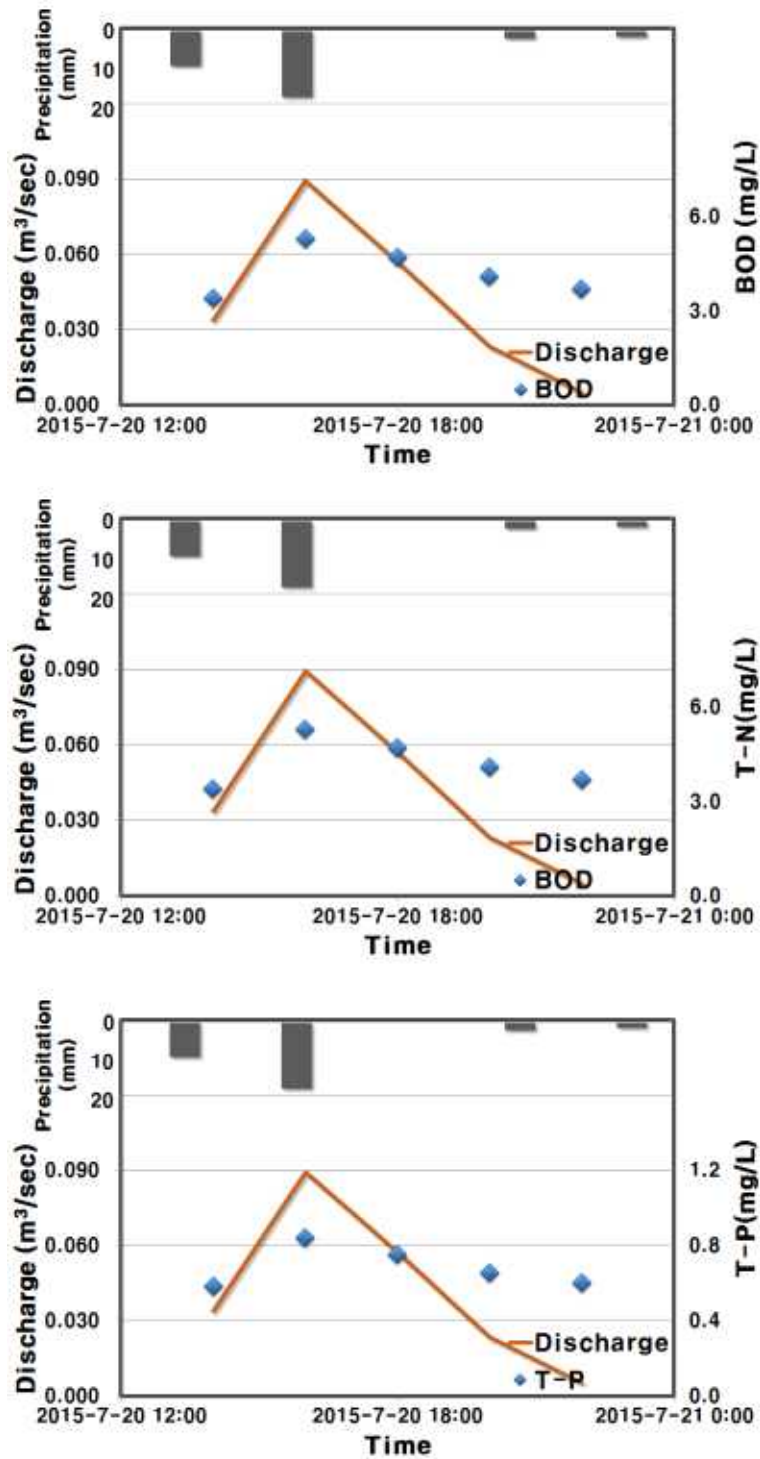 Precipitation
(mm)
0
10
20
Discharge (m³/sec)
0.090
0.060
0.030
0.000
BOD (mg/L)
6.0
3.0
0.0
Discharge
BOD
2015-7-20 12:00
2015-7-20 18:00
2015-7-21 0:00
Time
Precipitation
(mm)
0
10
20
Discharge (m³/sec)
0.090
0.060
0.030
0.000
T-N(mg/L)
6.0
3.0
0.0
Discharge
BOD
2015-7-20 12:00
2015-7-20 18:00
2015-7-21 0:00
Time
Precipitation
(mm)
0
10
20
Discharge (m³/sec)
0.090
0.060
0.030
0.000
T-P(mg/L)
1.2
0.8
0.4
0.0
Discharge
T-P
2015-7-20 12:00
2015-7-20 18:00
2015-7-21 0:00
Time